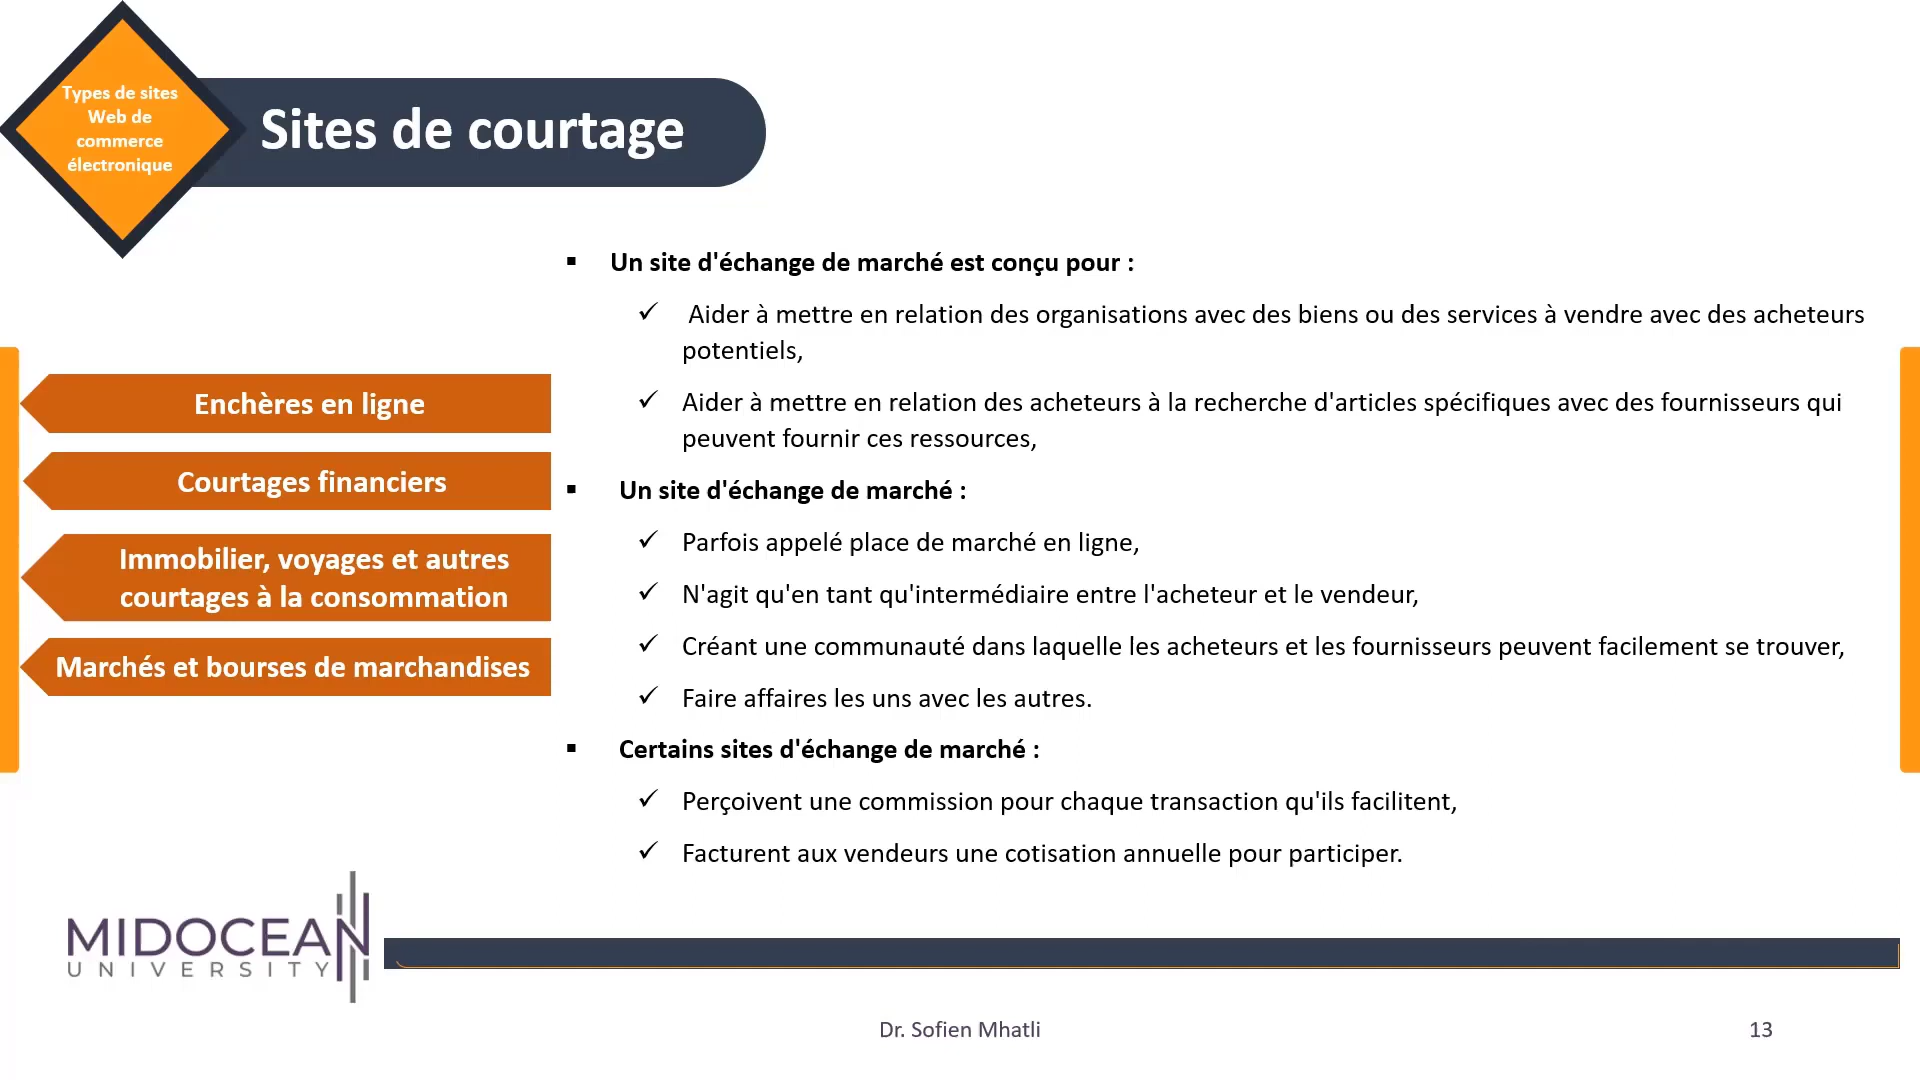 Types de sites
Web de
commerce
électronique
Sites de courtage
Enchères en ligne
Courtages financiers
Immobilier, voyages et autres
courtages à la consommation
Marchés et bourses de marchandises
▪ Un site d'échange de marché est conçu pour :
✓ Aider à mettre en relation des organisations avec des biens ou des services à vendre avec des acheteurs
potentiels,
✓ Aider à mettre en relation des acheteurs à la recherche d'articles spécifiques avec des fournisseurs qui
peuvent fournir ces ressources,
▪ Un site d'échange de marché :
✓ Parfois appelé place de marché en ligne,
✓ N'agit qu'en tant qu'intermédiaire entre l'acheteur et le vendeur,
✓ Créant une communauté dans laquelle les acheteurs et les fournisseurs peuvent facilement se trouver,
✓ Faire affaires les uns avec les autres.
▪ Certains sites d'échange de marché :
✓ Perçoivent une commission pour chaque transaction qu'ils facilitent,
✓ Facturent aux vendeurs une cotisation annuelle pour participer.
MIDOCEAN
UNIVERSITY
Dr. Sofien Mhatli
13